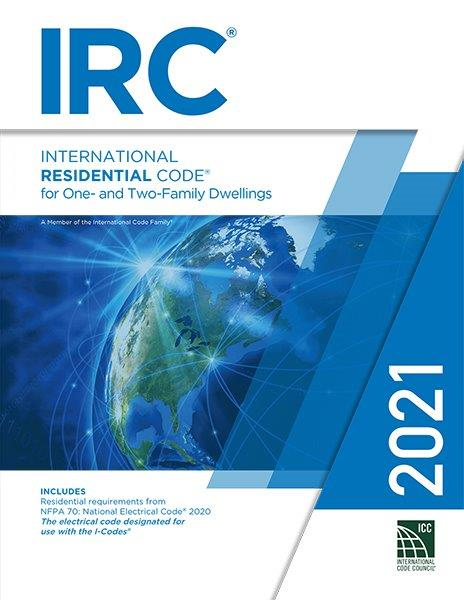 IRC®
INTERNATIONAL
RESIDENTIAL CODE®
for One- and Two-Family Dwellings
A Member of the International Code Family®
2021
INCLUDES
Residential requirements from
NFPA 70: National Electrical Code® 2020
The electrical code designated for
use with the I-Codes®
ICC
INTERNATIONAL
CODE COUNCIL®